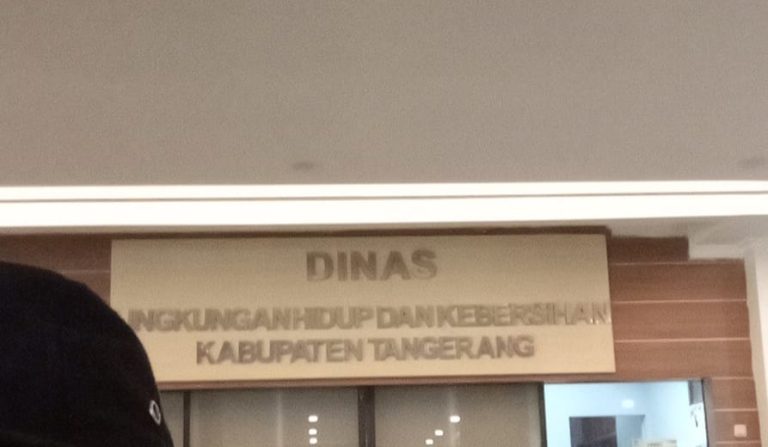 DINAS
LINGKUNGAN HIDUP DAN KEBERSIHAN
KABUPATEN TANGERANG